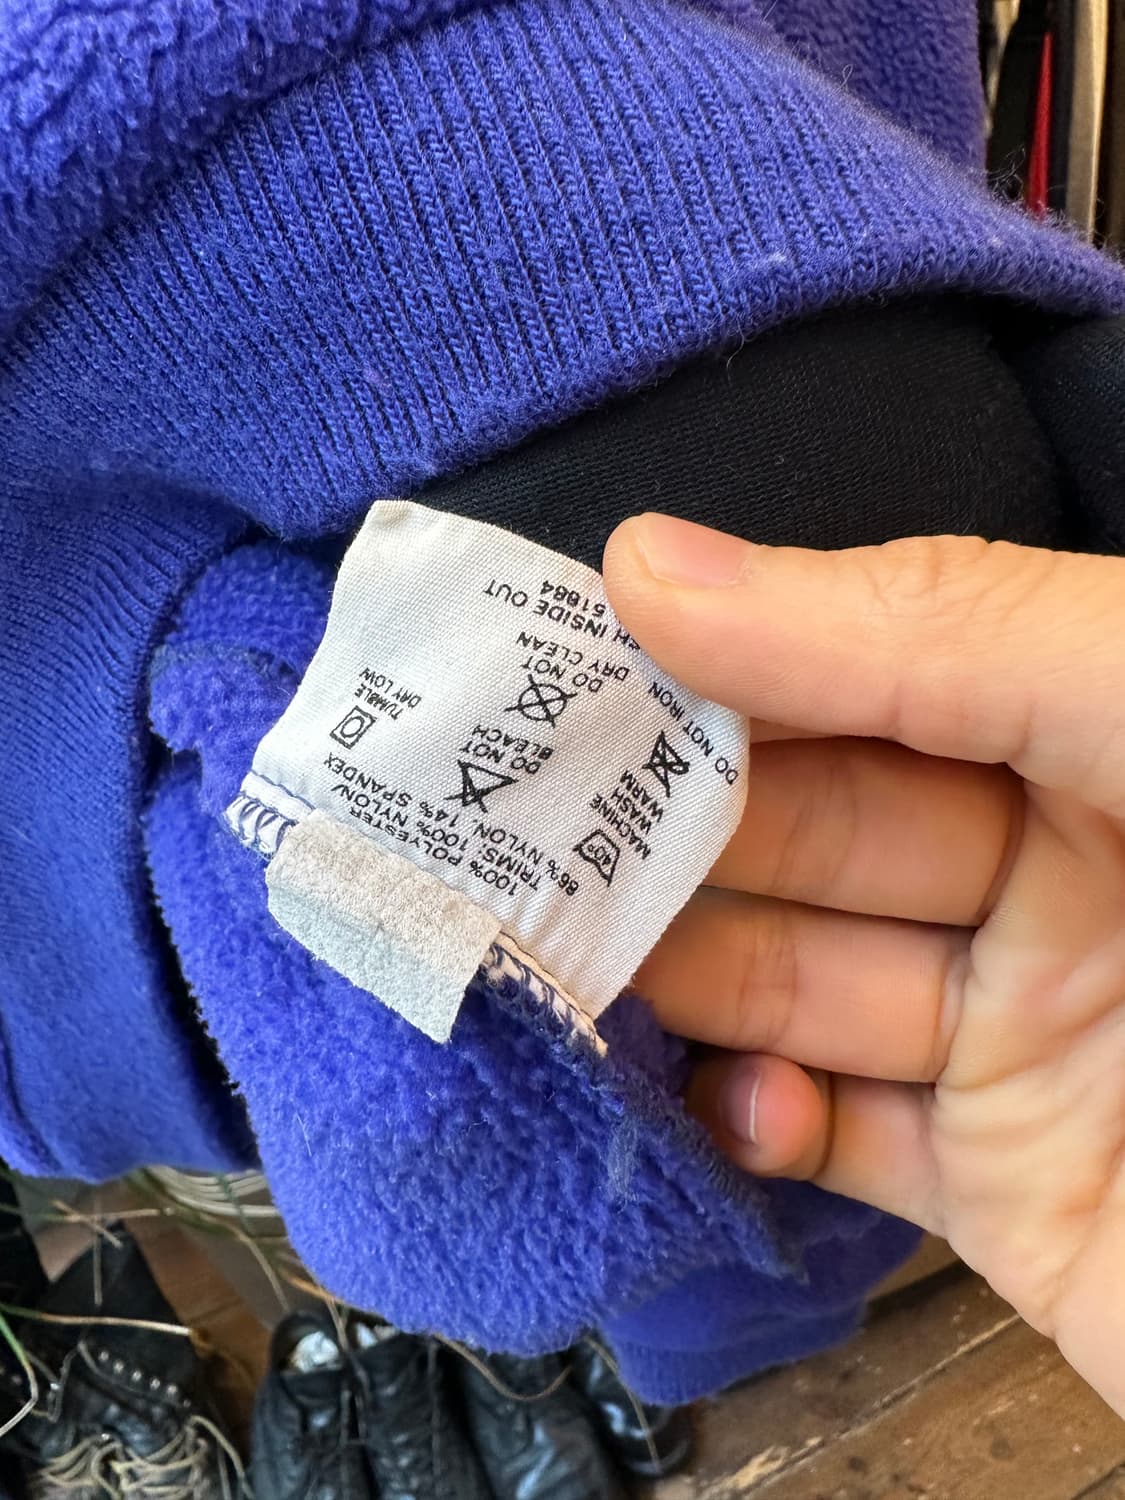 100% POLYESTER
TRIMS: 100% NYLON/
86% NYLON, 14% SPANDEX
40°
MACHINE
WASH
WARM
DO NOT
BLEACH
TUMBLE
DRY LOW
DO NOT IRON
DO NOT
DRY CLEAN
INSIDE OUT